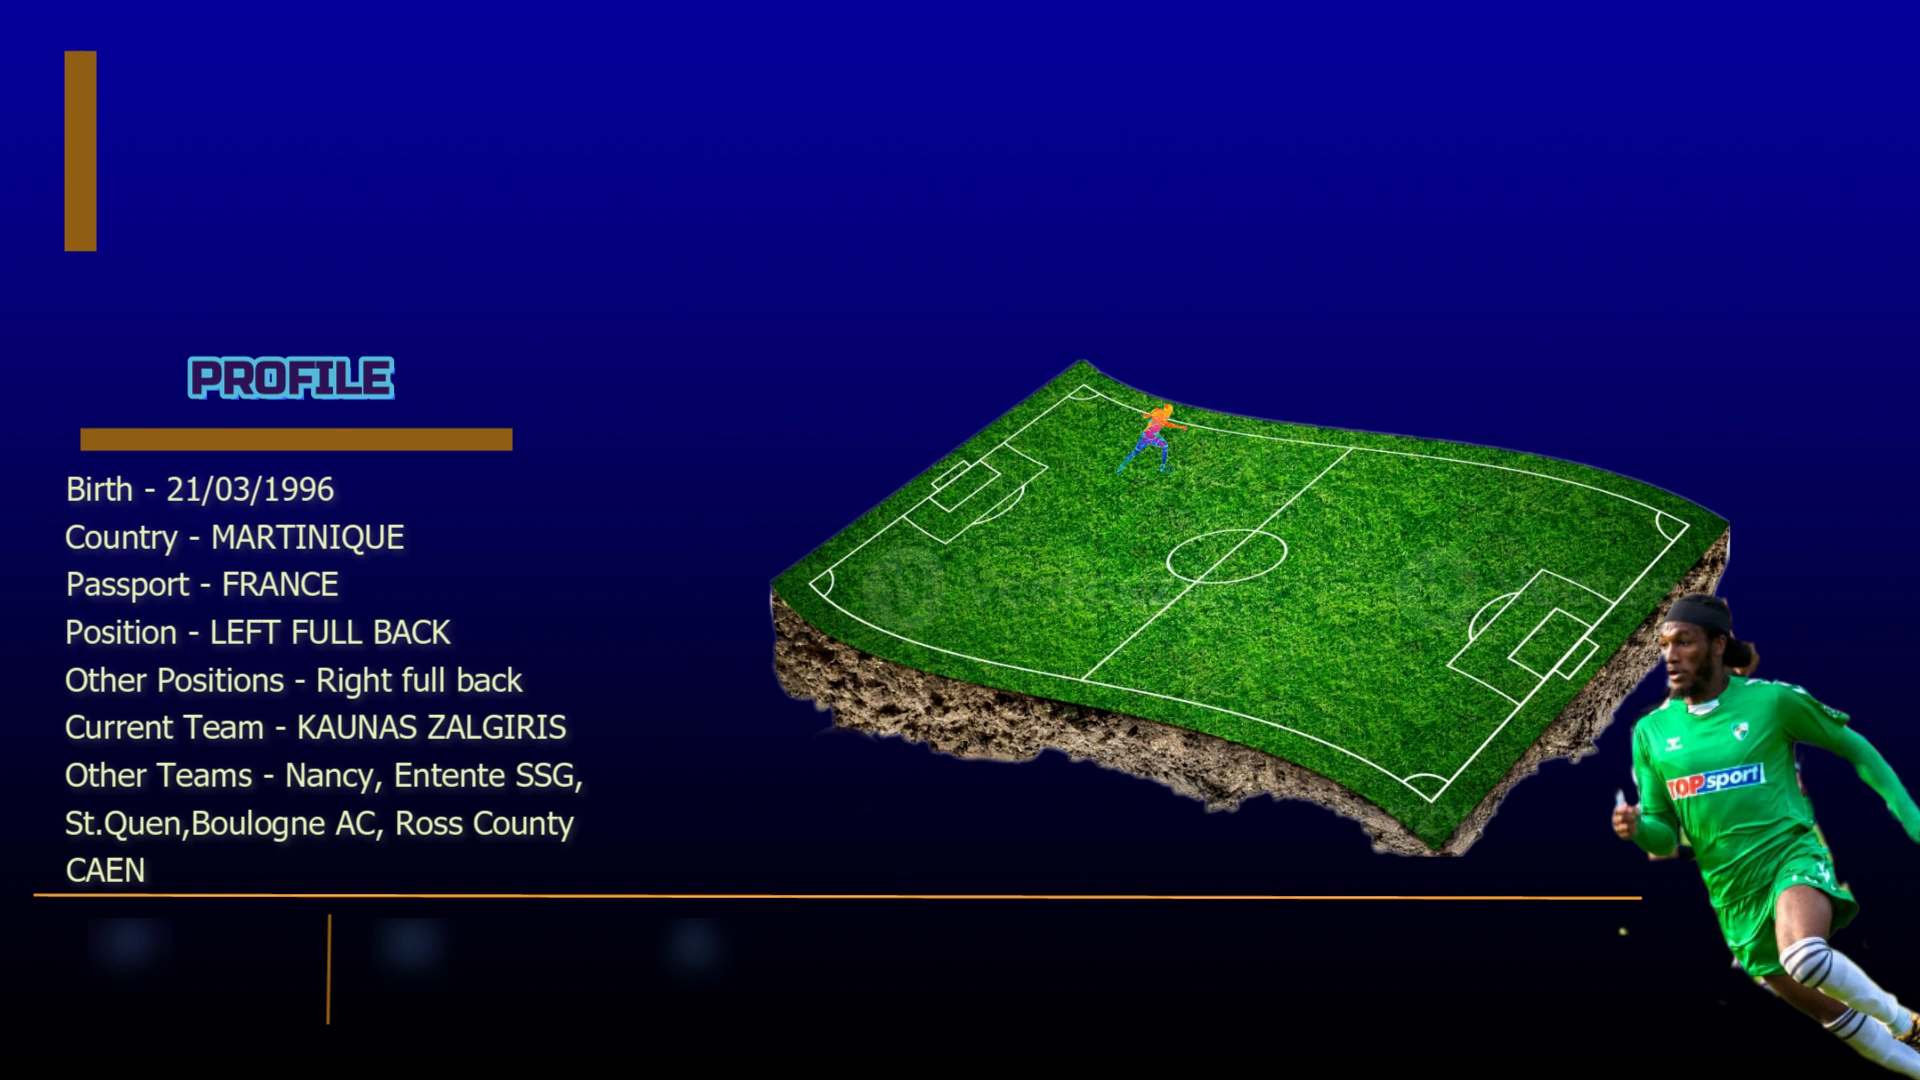 PROFILE
Birth - 21/03/1996
Country - MARTINIQUE
Passport - FRANCE
Position - LEFT FULL BACK
Other Positions - Right full back
Current Team - KAUNAS ZALGIRIS
Other Teams - Nancy, Entente SSG,
St.Quen,Boulogne AC, Ross County
CAEN
TOPsport